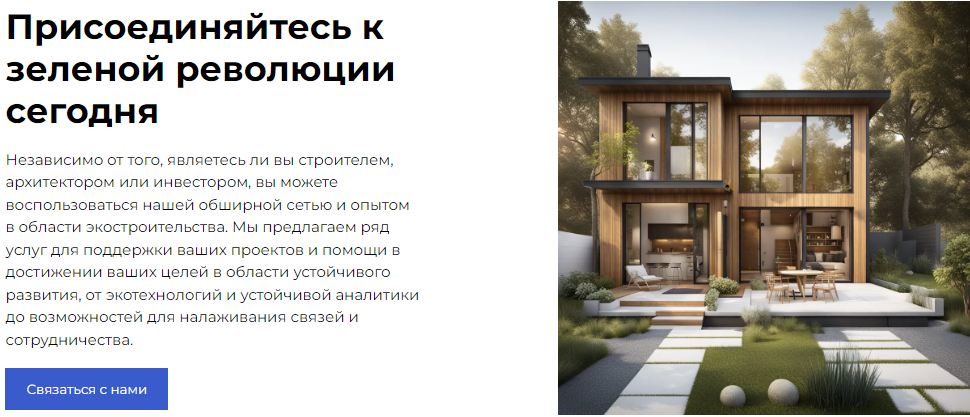 Присоединяйтесь к
зеленой революции
сегодня
Независимо от того, являетесь ли вы строителем,
архитектором или инвестором, вы можете
воспользоваться нашей обширной сетью и опытом
в области экостроительства. Мы предлагаем ряд
услуг для поддержки ваших проектов и помощи в
достижении ваших целей в области устойчивого
развития, от экотехнологий и устойчивой аналитики
до возможностей для налаживания связей и
сотрудничества.
Связаться с нами